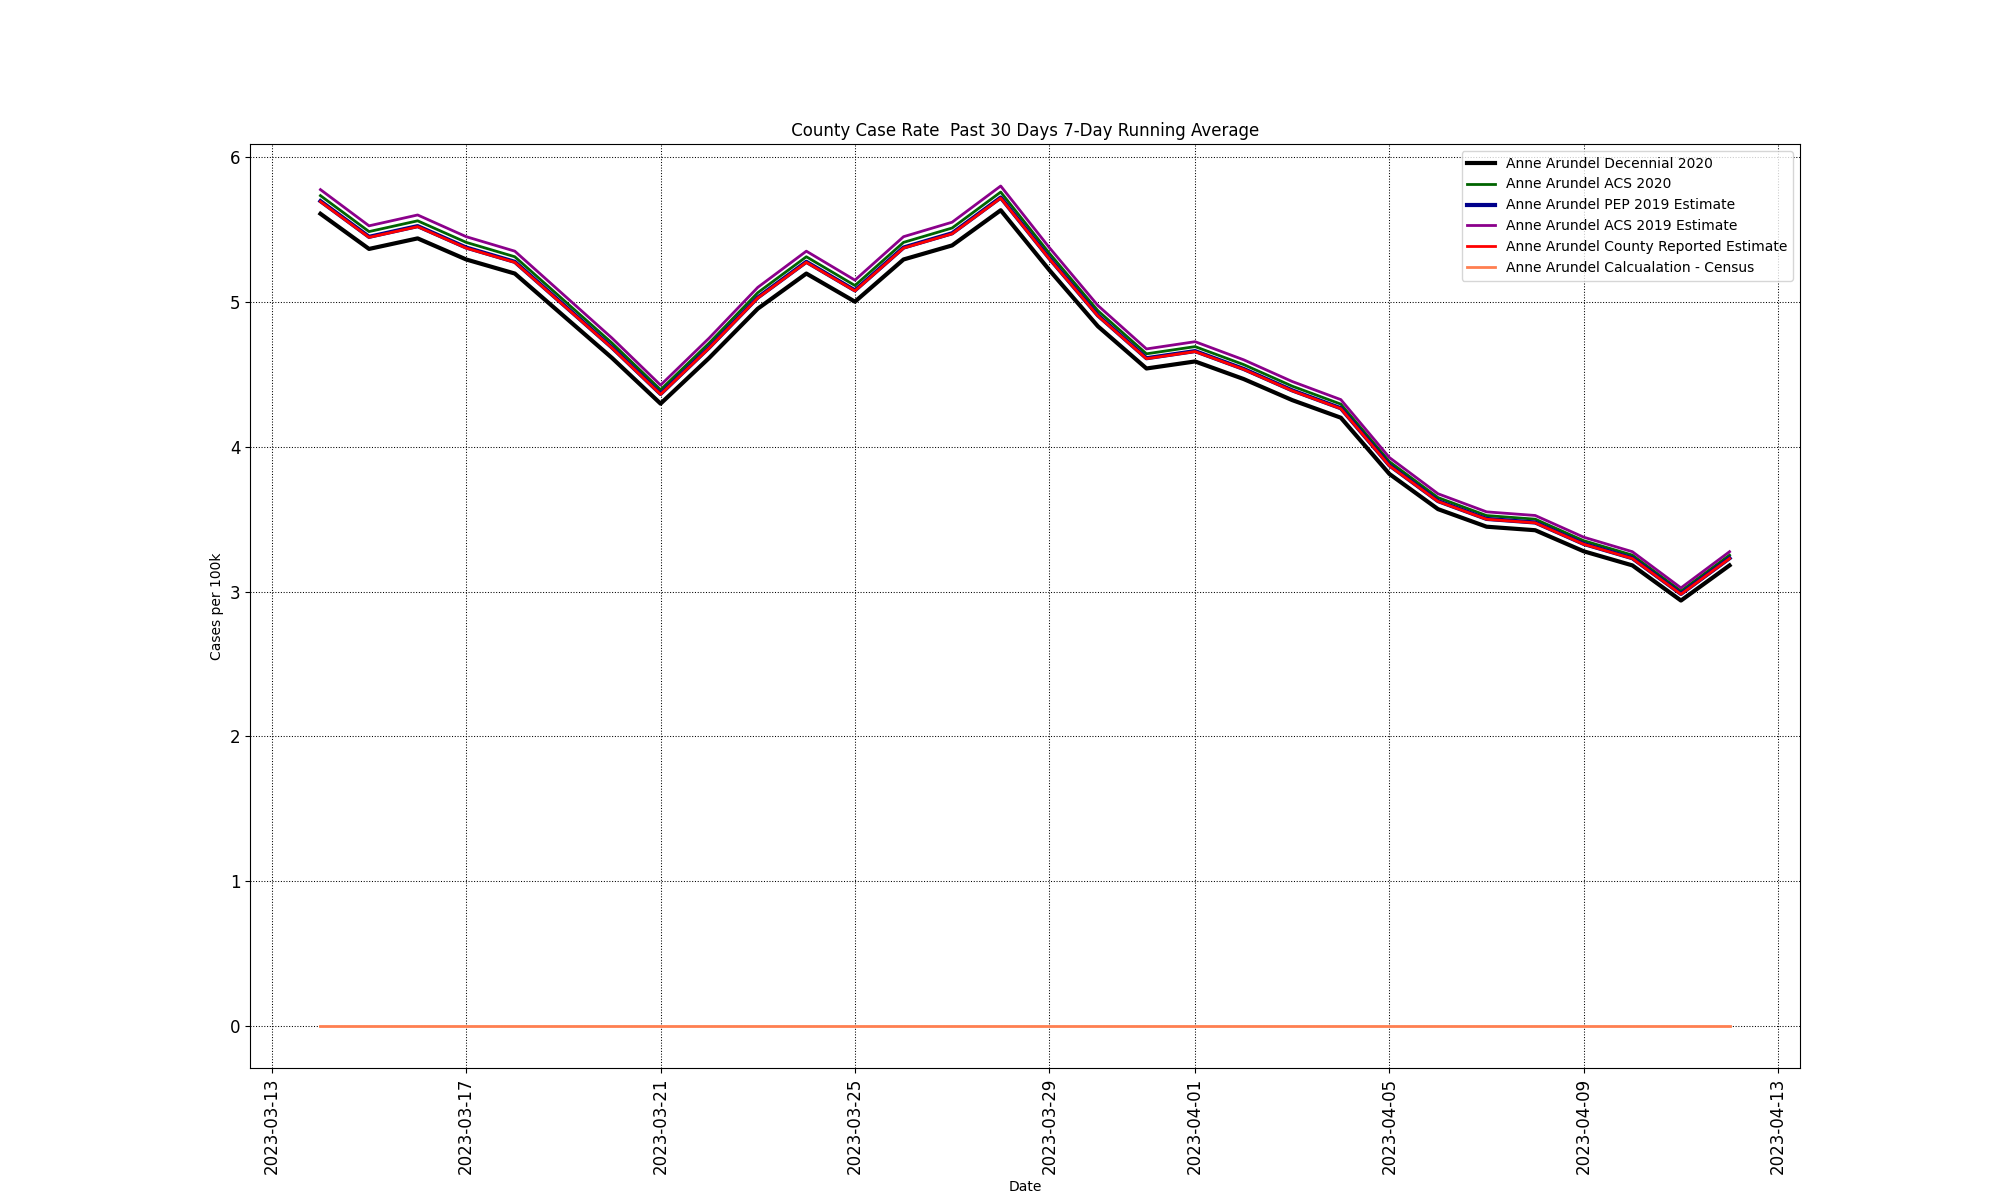 County Case Rate  Past 30 Days 7-Day Running Average
Anne Arundel Decennial 2020
Anne Arundel ACS 2020
Anne Arundel PEP 2019 Estimate
Anne Arundel ACS 2019 Estimate
Anne Arundel County Reported Estimate
Anne Arundel Calcualation - Census
6
5
4
3
2
1
0
Cases per 100k
2023-03-13
2023-03-17
2023-03-21
2023-03-25
2023-03-29
2023-04-01
2023-04-05
2023-04-09
2023-04-13
Date